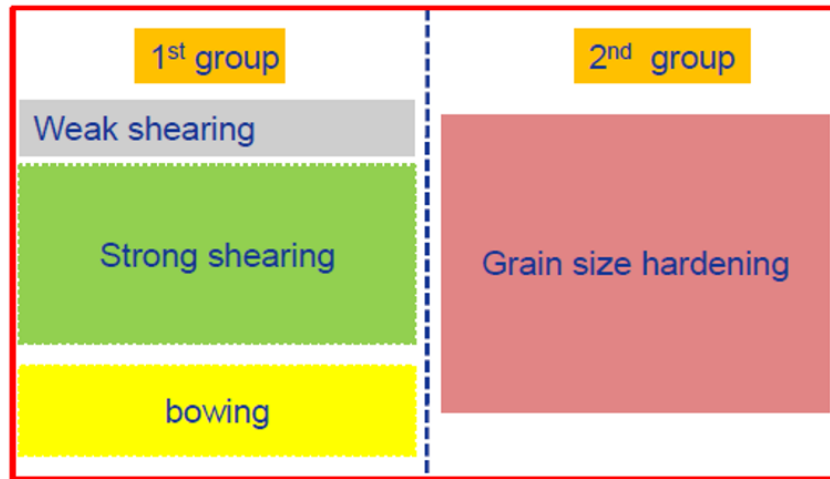 1st group
Weak shearing
Strong shearing
bowing
2nd group
Grain size hardening